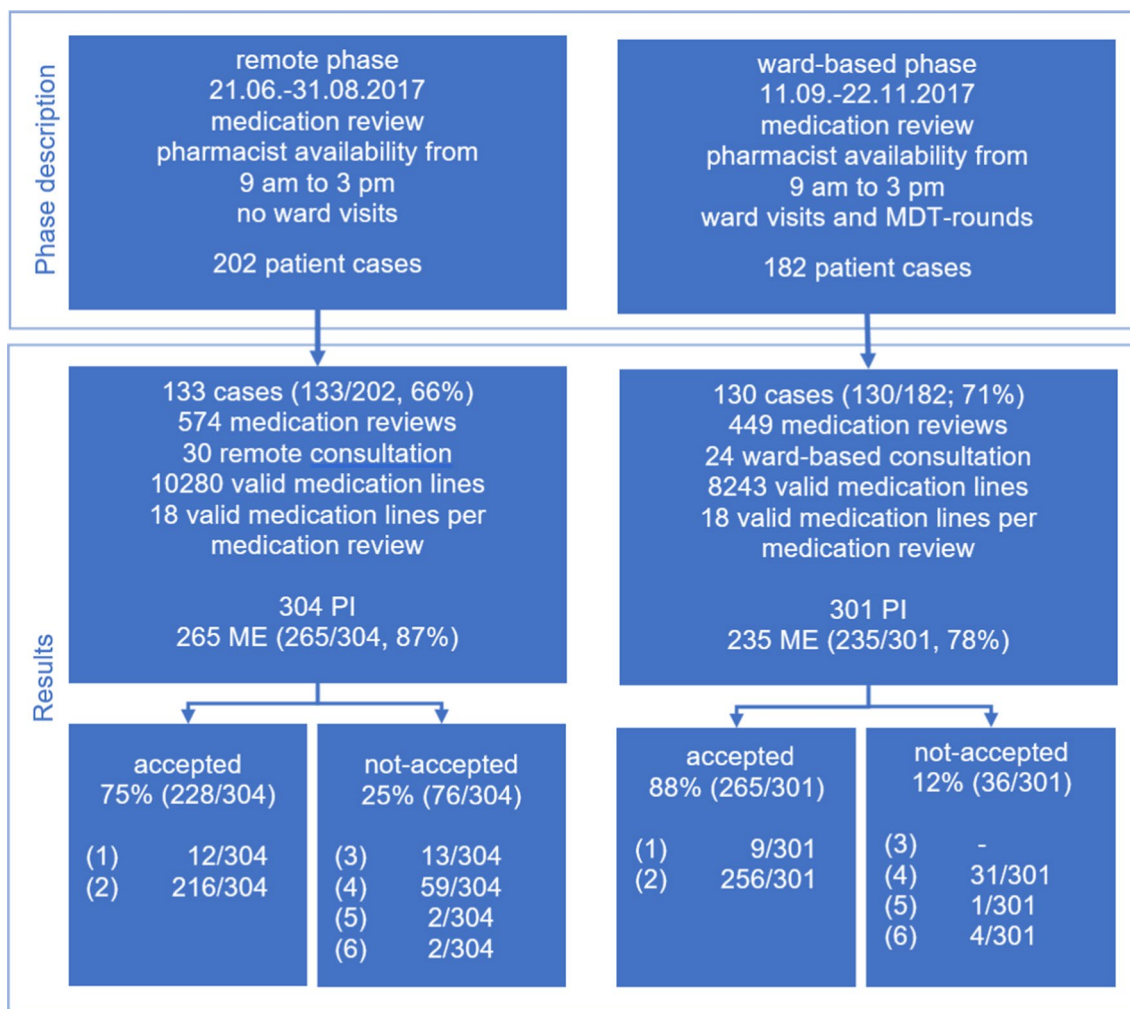 Phase description
remote phase
21.06.-31.08.2017
medication review
pharmacist availability from
9 am to 3 pm
no ward visits
202 patient cases
ward-based phase
11.09.-22.11.2017
medication review
pharmacist availability from
9 am to 3 pm
ward visits and MDT-rounds
182 patient cases
Results
133 cases (133/202, 66%)
574 medication reviews
30 remote consultation
10280 valid medication lines
18 valid medication lines per
medication review
304 PI
265 ME (265/304, 87%)
130 cases (130/182; 71%)
449 medication reviews
24 ward-based consultation
8243 valid medication lines
18 valid medication lines per
medication review
301 PI
235 ME (235/301, 78%)
accepted
75% (228/304)
(1) 12/304
(2) 216/304
not-accepted
25% (76/304)
(3) 13/304
(4) 59/304
(5) 2/304
(6) 2/304
accepted
88% (265/301)
(1) 9/301
(2) 256/301
not-accepted
12% (36/301)
(3) -
(4) 31/301
(5) 1/301
(6) 4/301